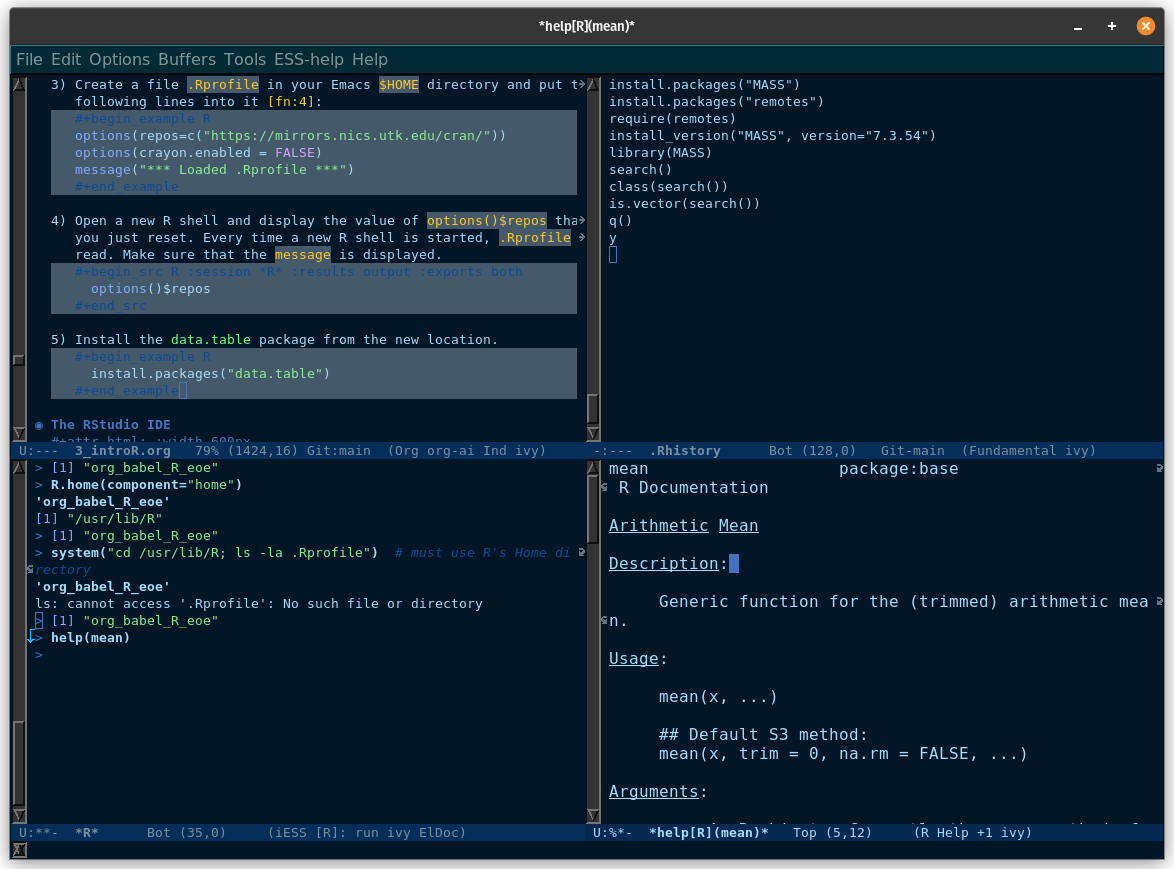 *help[R](mean)*
File Edit Options Buffers Tools ESS-help Help
3) Create a file .Rprofile in your Emacs $HOME directory and put t
following lines into it [fn:4]:
#+begin_example R
options(repos=c("https://mirrors.nics.utk.edu/cran/"))
options(crayon.enabled = FALSE)
message("*** Loaded .Rprofile ***")
#+end_example
4) Open a new R shell and display the value of options()$repos tha
you just reset. Every time a new R shell is started, .Rprofile
read. Make sure that the message is displayed.
#+begin_src R :session *R* :results output :exports both
options()$repos
#+end_src
5) Install the data.table package from the new location.
#+begin_example R
install.packages("data.table")
#+end_example
◉ The RStudio IDE
#+attr_html: :width 600px
U:--- 3_introR.org 79% (1424,16) Git:main (Org org-ai Ind ivy)
install.packages("MASS")
install.packages("remotes")
require(remotes)
install_version("MASS", version="7.3.54")
library(MASS)
search()
class(search())
is.vector(search())
q()
y
-:--- .Rhistory Bot (128,0) Git-main (Fundamental ivy)
> [1] "org_babel_R_eoe"
> R.home(component="home")
'org_babel_R_eoe'
[1] "/usr/lib/R"
> [1] "org_babel_R_eoe"
> system("cd /usr/lib/R; ls -la .Rprofile") # must use R's Home di
rectory
'org_babel_R_eoe'
ls: cannot access '.Rprofile': No such file or directory
> [1] "org_babel_R_eoe"
> help(mean)
>
U:**- *R* Bot (35,0) (iESS [R]: run ivy ElDoc)
mean package:base
R Documentation
Arithmetic Mean
Description:
Generic function for the (trimmed) arithmetic mea
n.
Usage:
mean(x, ...)
## Default S3 method:
mean(x, trim = 0, na.rm = FALSE, ...)
Arguments:
U:%*- *help[R](mean)* Top (5,12) (R Help +1 ivy)